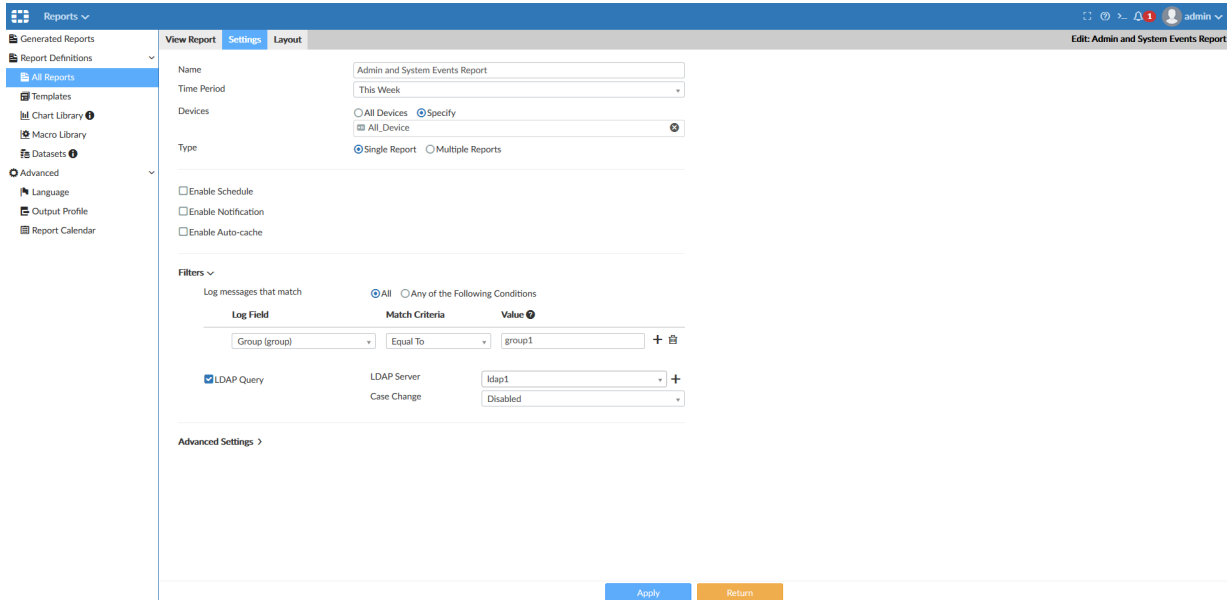 Reports
1
admin
Generated Reports
Report Definitions
All Reports
Templates
Chart Library
Macro Library
Datasets
Advanced
Language
Output Profile
Report Calendar
View Report Settings Layout
Edit: Admin and System Events Report
Name Admin and System Events Report
Time Period This Week
Devices All Devices Specify
All_Device
Type Single Report Multiple Reports
Enable Schedule
Enable Notification
Enable Auto-cache
Filters
Log messages that match All Any of the Following Conditions
Log Field Match Criteria Value
Group (group) Equal To group1
LDAP Query LDAP Server ldap1
Case Change Disabled
Advanced Settings
Apply Return